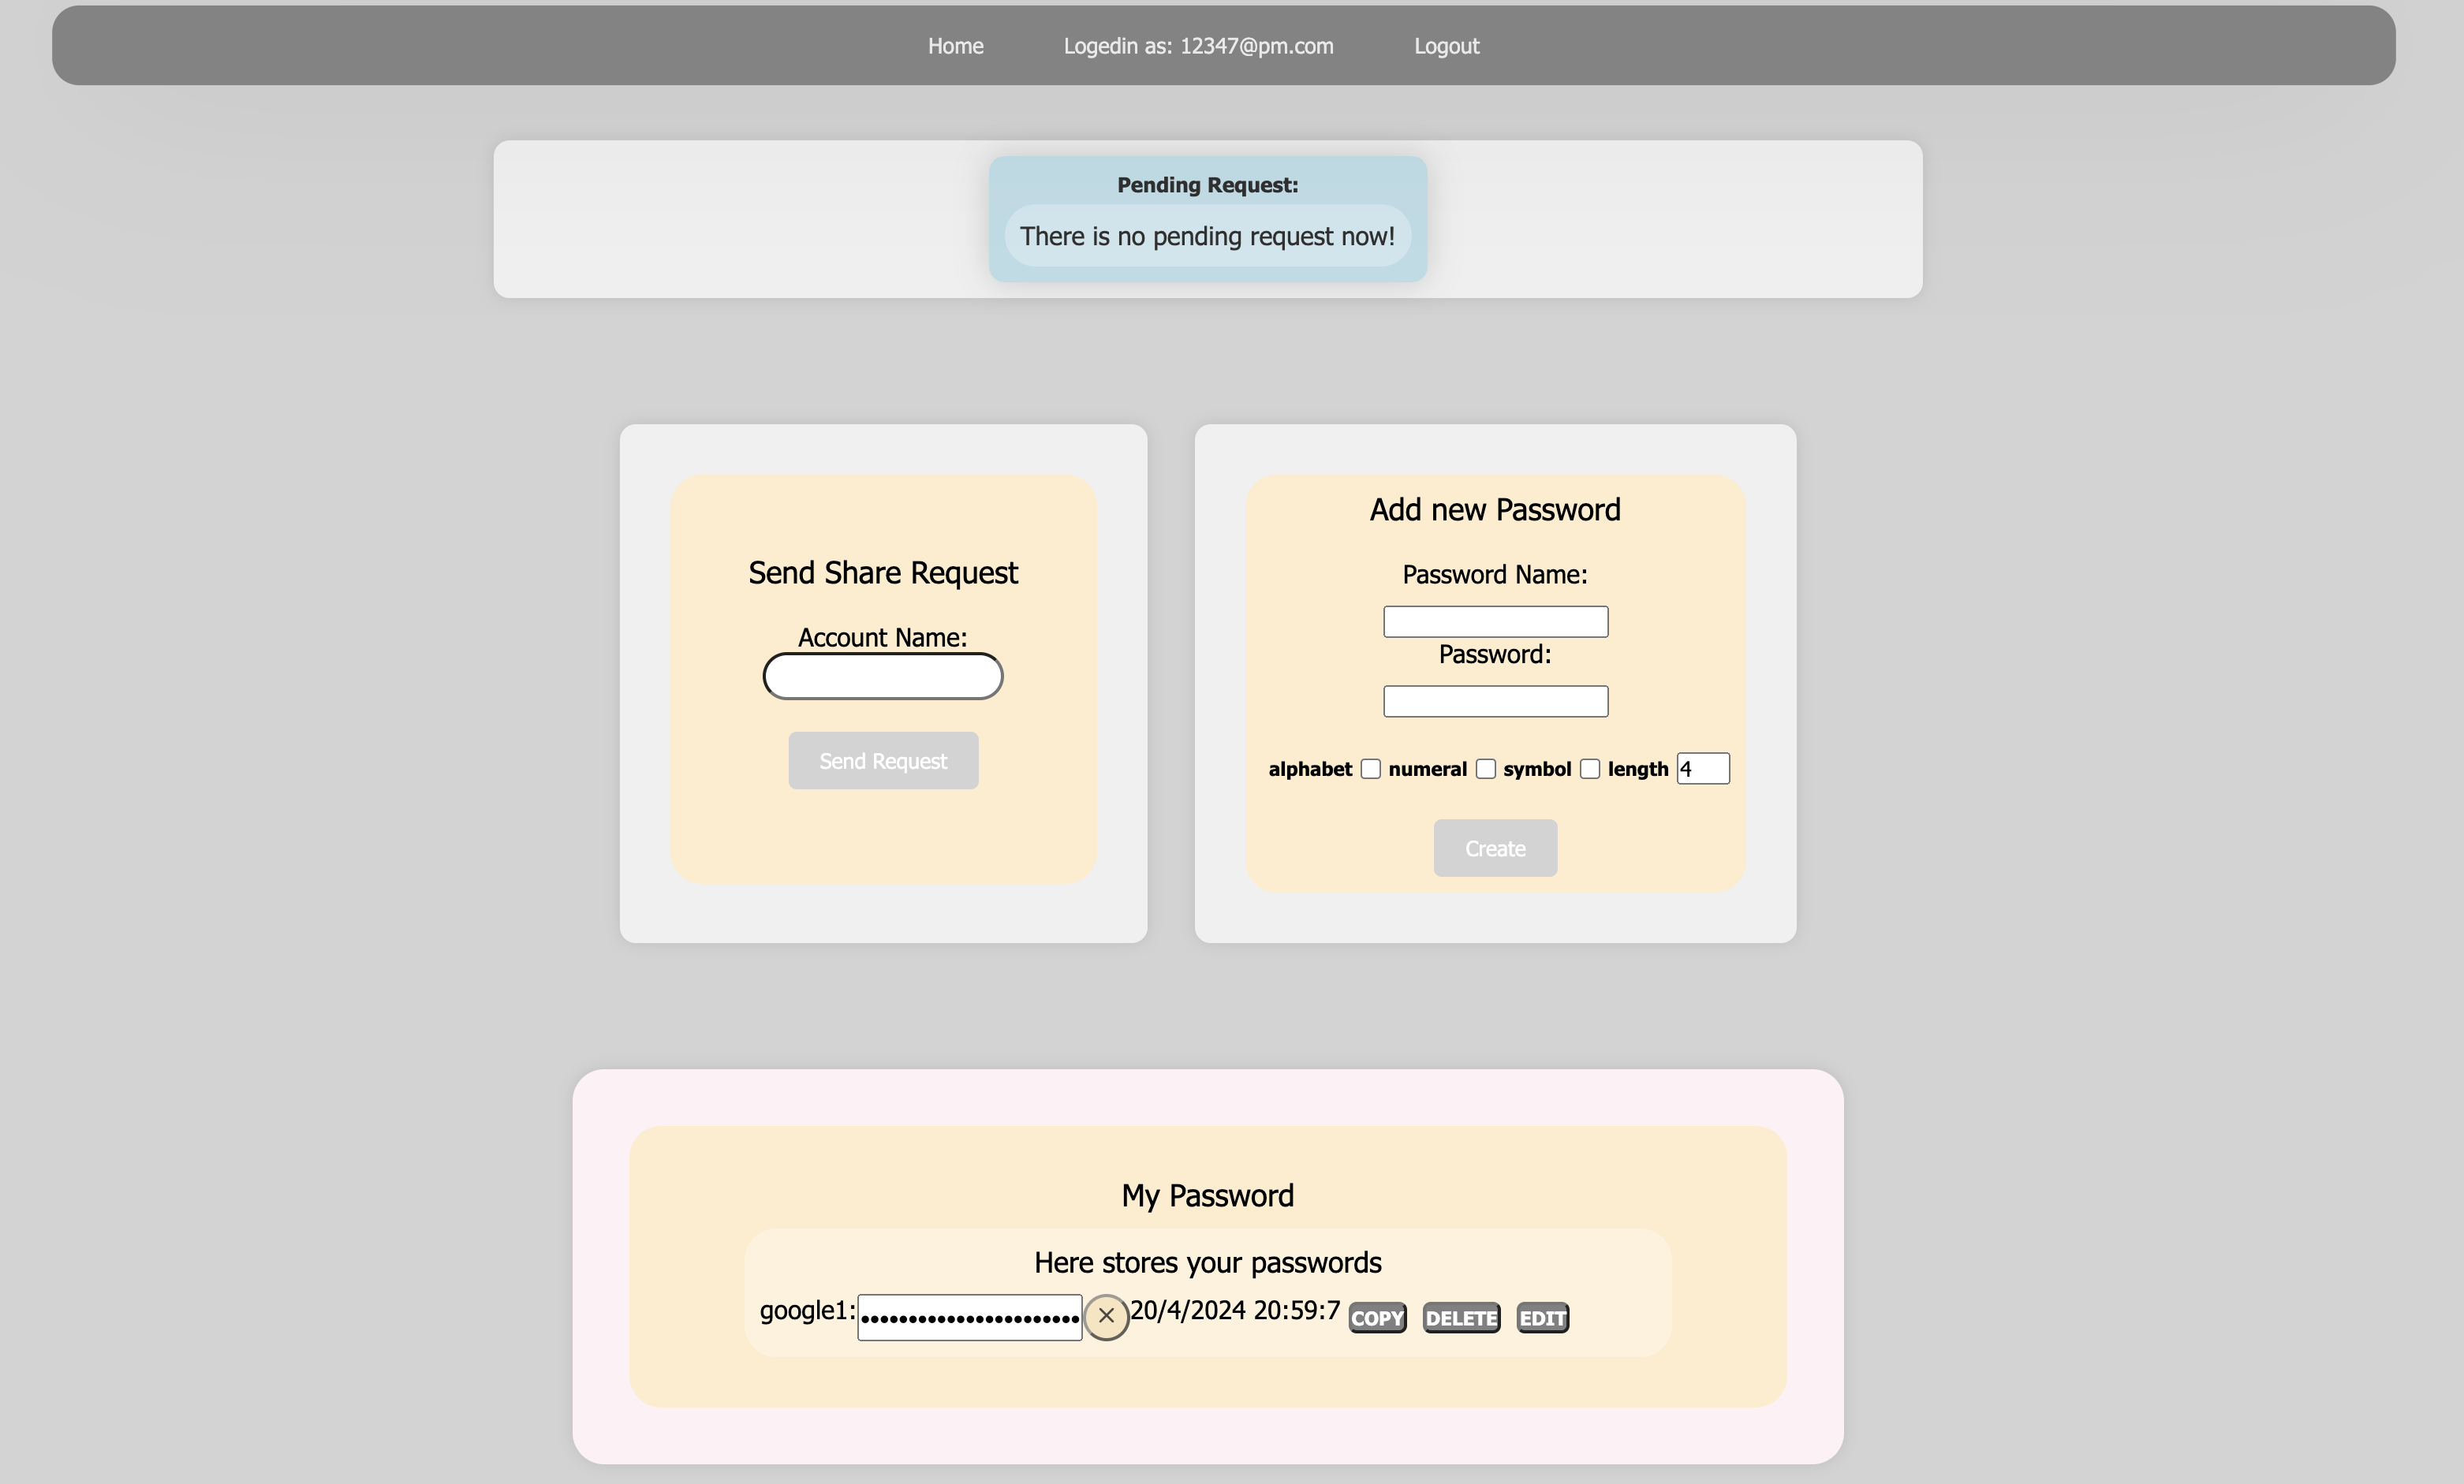 Home Logedin as: 12347@pm.com Logout
Pending Request:
There is no pending request now!
Send Share Request
Account Name:
Send Request
Add new Password
Password Name:
Password:
alphabet numeral symbol length 4
Create
My Password
Here stores your passwords
google1: ••••••••••••••••••••••• × 20/4/2024 20:59:7 COPY DELETE EDIT